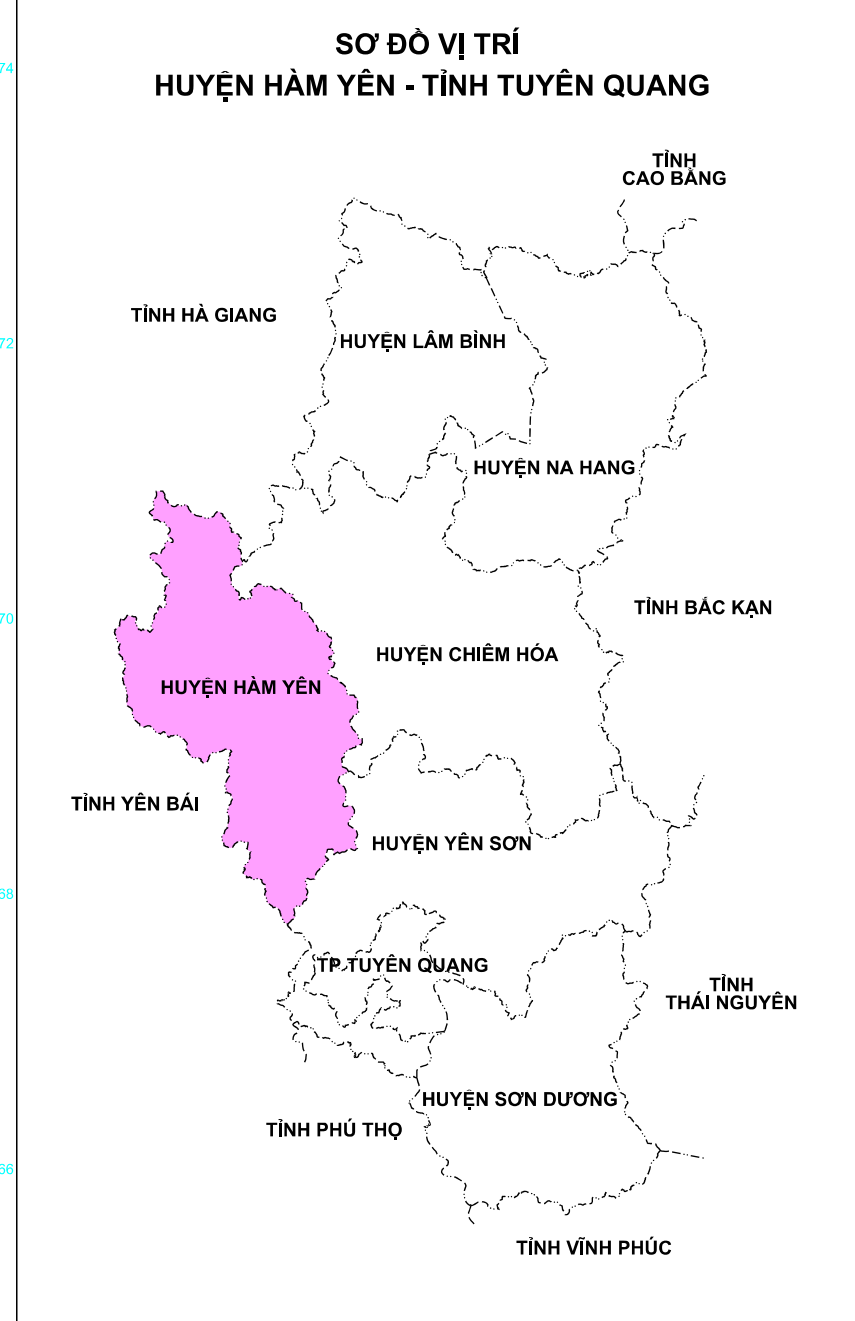 SƠ ĐỒ VỊ TRÍ
HUYỆN HÀM YÊN - TỈNH TUYÊN QUANG
74
TỈNH
CAO BẰNG
TỈNH HÀ GIANG
72
HUYỆN LÂM BÌNH
HUYỆN NA HANG
TỈNH BẮC KẠN
70
HUYỆN CHIÊM HÓA
HUYỆN HÀM YÊN
TỈNH YÊN BÁI
HUYỆN YÊN SƠN
68
TP.TUYÊN QUANG
TỈNH
THÁI NGUYÊN
HUYỆN SƠN DƯƠNG
TỈNH PHÚ THỌ
66
TỈNH VĨNH PHÚC